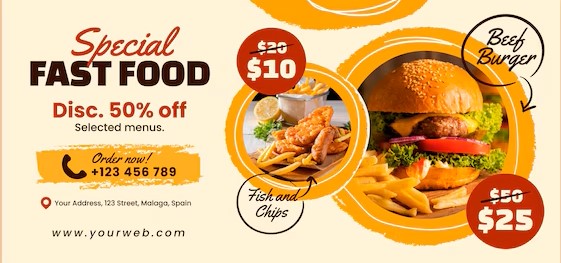 Special
FAST FOOD
Disc. 50% off
Selected menus.
Order now!
+123 456 789
Your Address, 123 Street, Malaga, Spain
www.yourweb.com
$20
$10
Fish and
Chips
Beef
Burger
$50
$25